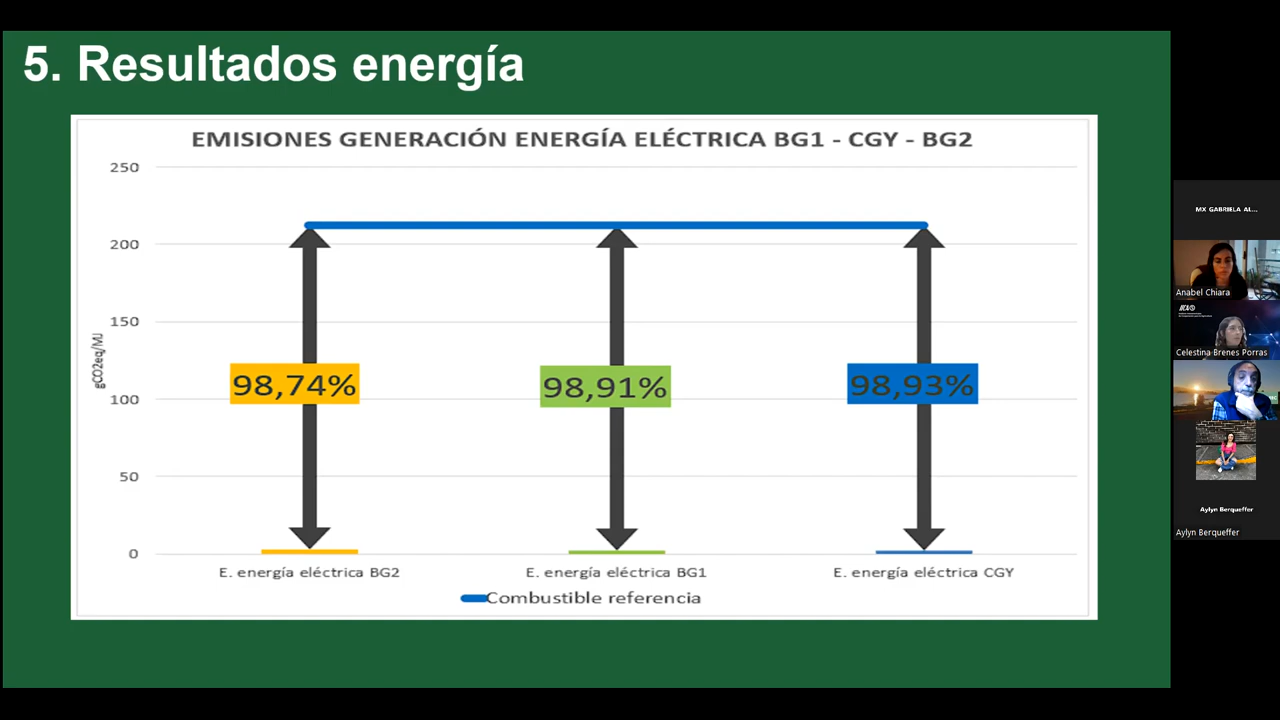 5. Resultados energía
EMISIONES GENERACIÓN ENERGÍA ELÉCTRICA BG1 - CGY - BG2
250
200
150
100
50
0
gCO2eq/MJ
98,74%
98,91%
98,93%
E. energía eléctrica BG2
E. energía eléctrica BG1
E. energía eléctrica CGY
Combustible referencia
MX GABRIELA AL...
Anabel Chiara
Celestina Brenes Porras
Aylyn Berqueffer
Aylyn Berqueffer